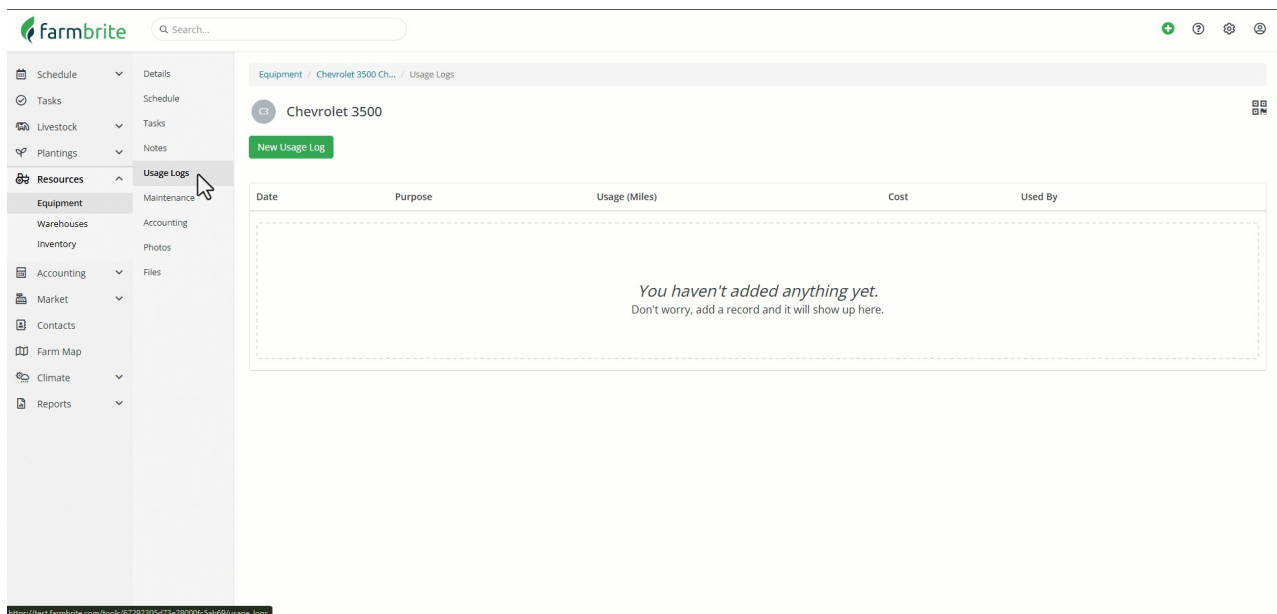 farmbrite
Search...
Schedule
Tasks
Livestock
Plantings
Resources
Equipment
Warehouses
Inventory
Accounting
Market
Contacts
Farm Map
Climate
Reports
Details
Schedule
Tasks
Notes
Usage Logs
Maintenance
Accounting
Photos
Files
Equipment / Chevrolet 3500 Ch... / Usage Logs
C3 Chevrolet 3500
New Usage Log
Date Purpose Usage (Miles) Cost Used By
You haven't added anything yet.
Don't worry, add a record and it will show up here.